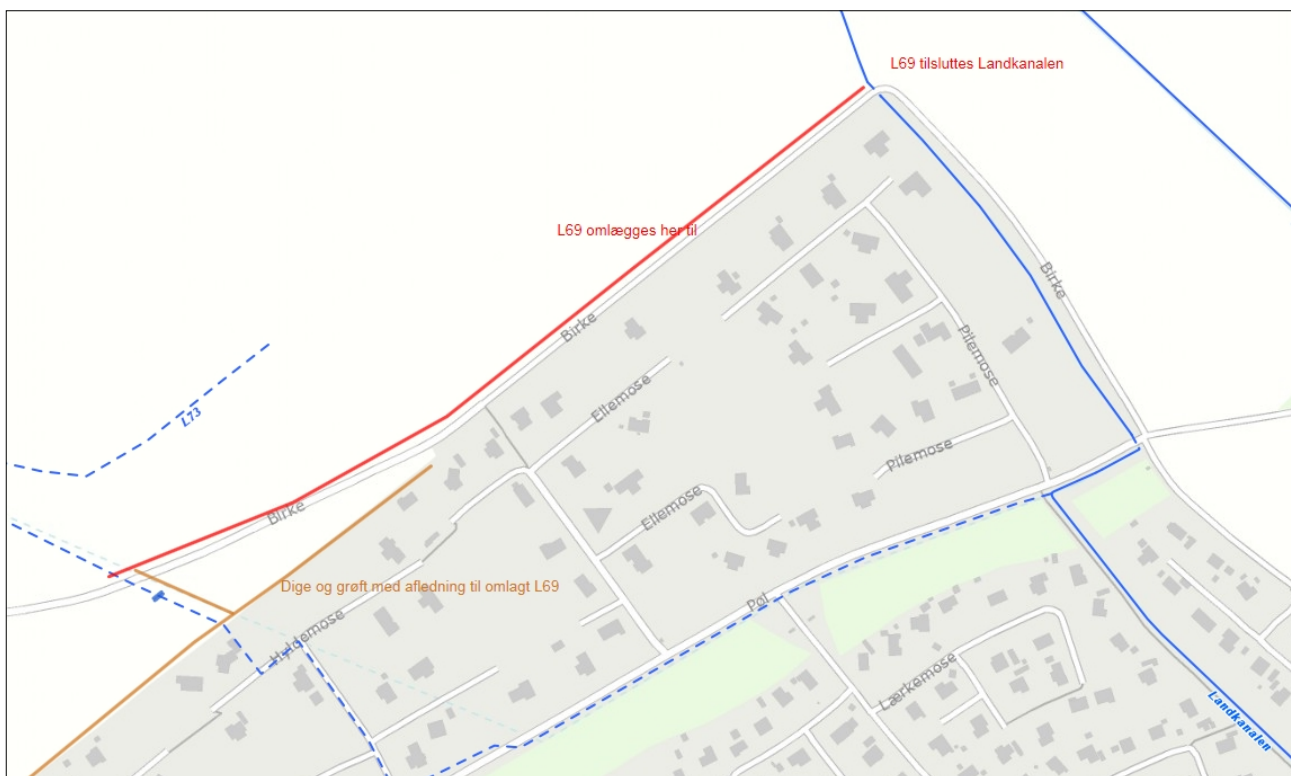 L69 tilsluttes Landkanalen
L69 omlægges her til
Birke
Birke
Pilemose
Ellemose
L73
Pilemose
Ellemose
Birke
Dige og grøft med afledning til omlagt L69
Pøl
Hyldemose
Lærkemose
Landkanalen